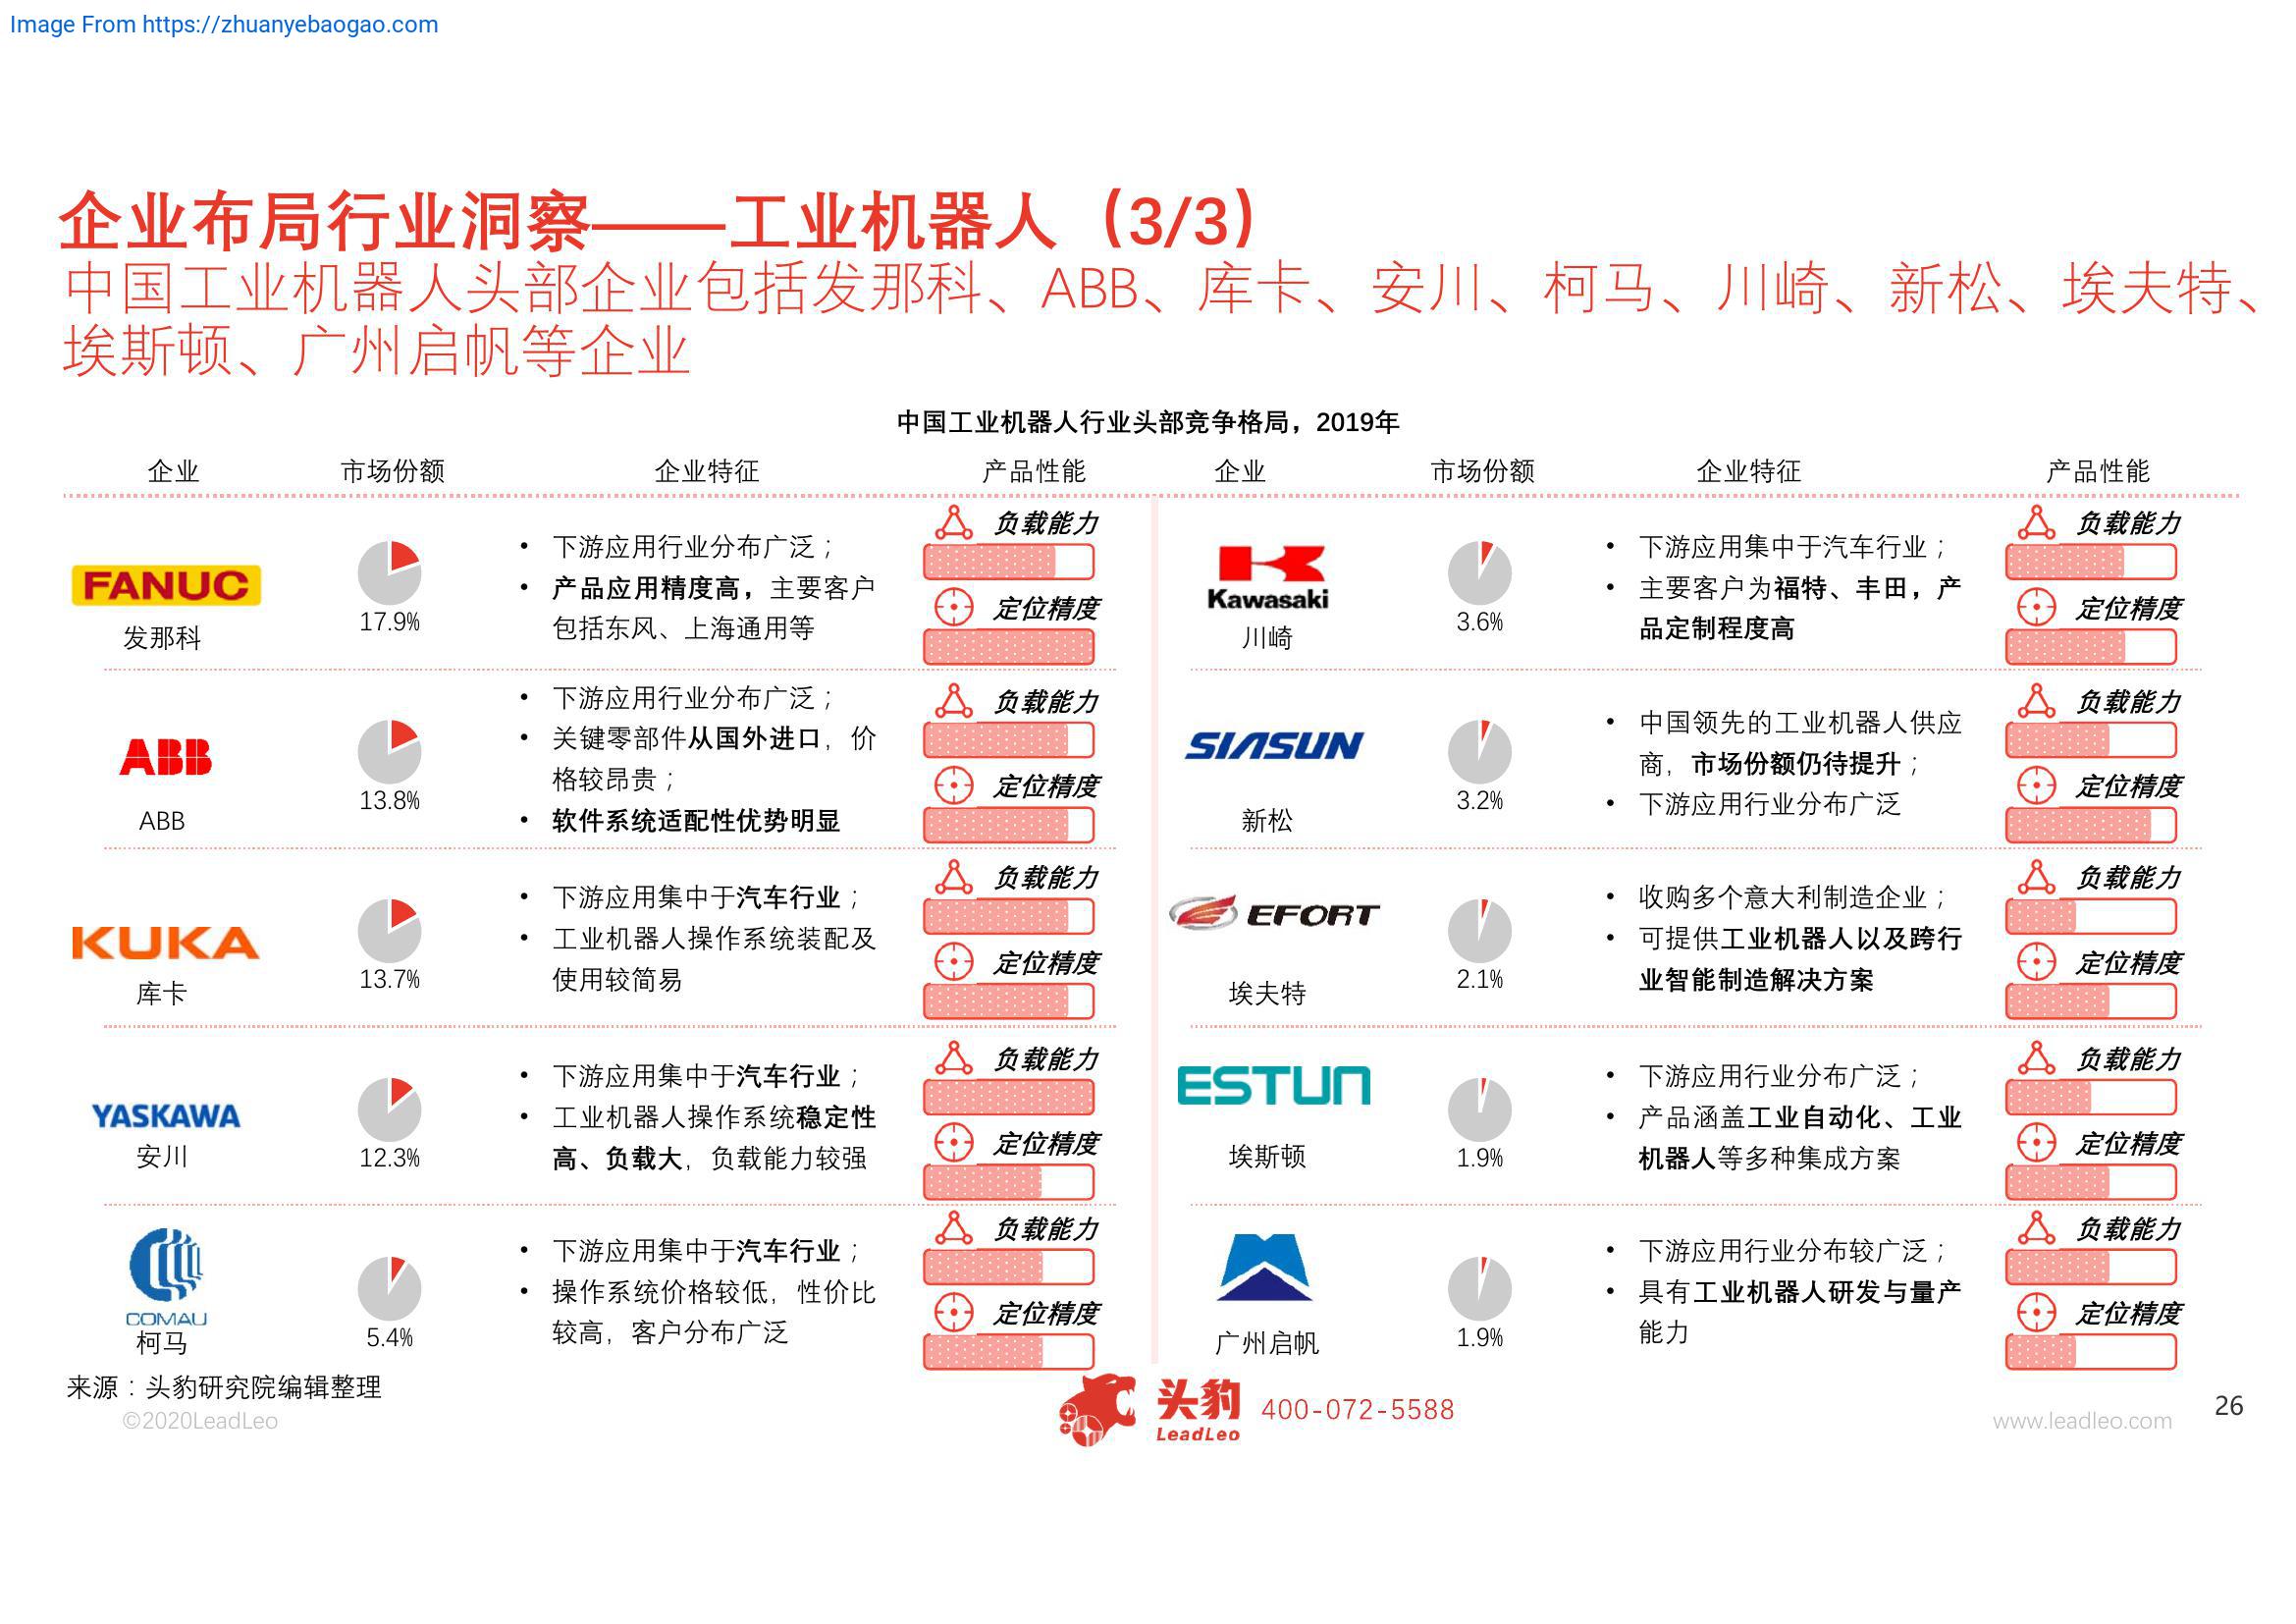 Image From https://zhuanyebaogao.com
企业布局行业洞察——工业机器人（3/3）
中国工业机器人头部企业包括发那科、ABB、库卡、安川、柯马、川崎、新松、埃夫特、
埃斯顿、广州启帆等企业
中国工业机器人行业头部竞争格局，2019年
企业 市场份额 企业特征 产品性能 企业 市场份额 企业特征 产品性能
FANUC
发那科
17.9%
• 下游应用行业分布广泛；
• 产品应用精度高，主要客户
包括东风、上海通用等
负载能力
定位精度
ABB
ABB
13.8%
• 下游应用行业分布广泛；
• 关键零部件从国外进口，价
格较昂贵；
• 软件系统适配性优势明显
负载能力
定位精度
KUKA
库卡
13.7%
• 下游应用集中于汽车行业；
• 工业机器人操作系统装配及
使用较简易
负载能力
定位精度
YASKAWA
安川
12.3%
• 下游应用集中于汽车行业；
• 工业机器人操作系统稳定性
高、负载大，负载能力较强
负载能力
定位精度
COMAU
柯马
5.4%
• 下游应用集中于汽车行业；
• 操作系统价格较低，性价比
较高，客户分布广泛
负载能力
定位精度
Kawasaki
川崎
3.6%
• 下游应用集中于汽车行业；
• 主要客户为福特、丰田，产
品定制程度高
负载能力
定位精度
SIASUN
新松
3.2%
• 中国领先的工业机器人供应
商，市场份额仍待提升；
• 下游应用行业分布广泛
负载能力
定位精度
EFORT
埃夫特
2.1%
• 收购多个意大利制造企业；
• 可提供工业机器人以及跨行
业智能制造解决方案
负载能力
定位精度
ESTUN
埃斯顿
1.9%
• 下游应用行业分布广泛；
• 产品涵盖工业自动化、工业
机器人等多种集成方案
负载能力
定位精度
广州启帆
1.9%
• 下游应用行业分布较广泛；
• 具有工业机器人研发与量产
能力
负载能力
定位精度
来源：头豹研究院编辑整理
©2020LeadLeo
头豹
LeadLeo
400-072-5588
www.leadleo.com
26